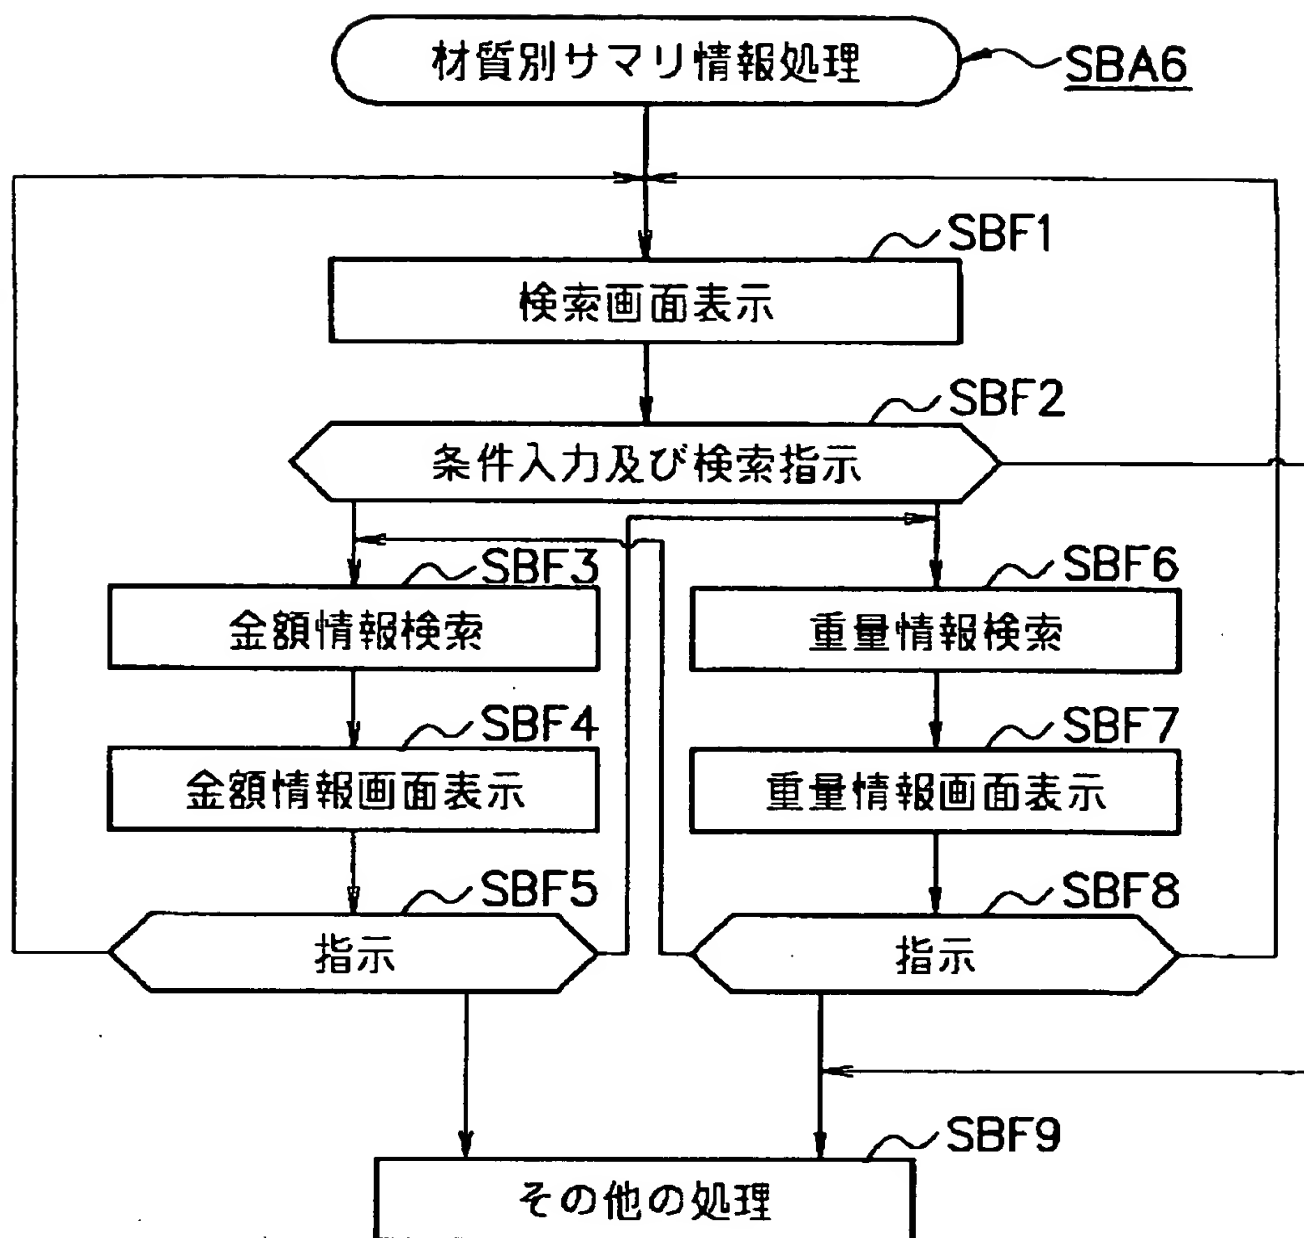 材質別サマリ情報処理
SBA6
SBF1
検索画面表示
SBF2
条件入力及び検索指示
SBF3
金額情報検索
SBF6
重量情報検索
SBF4
金額情報画面表示
SBF7
重量情報画面表示
SBF5
指示
SBF8
指示
SBF9
その他の処理